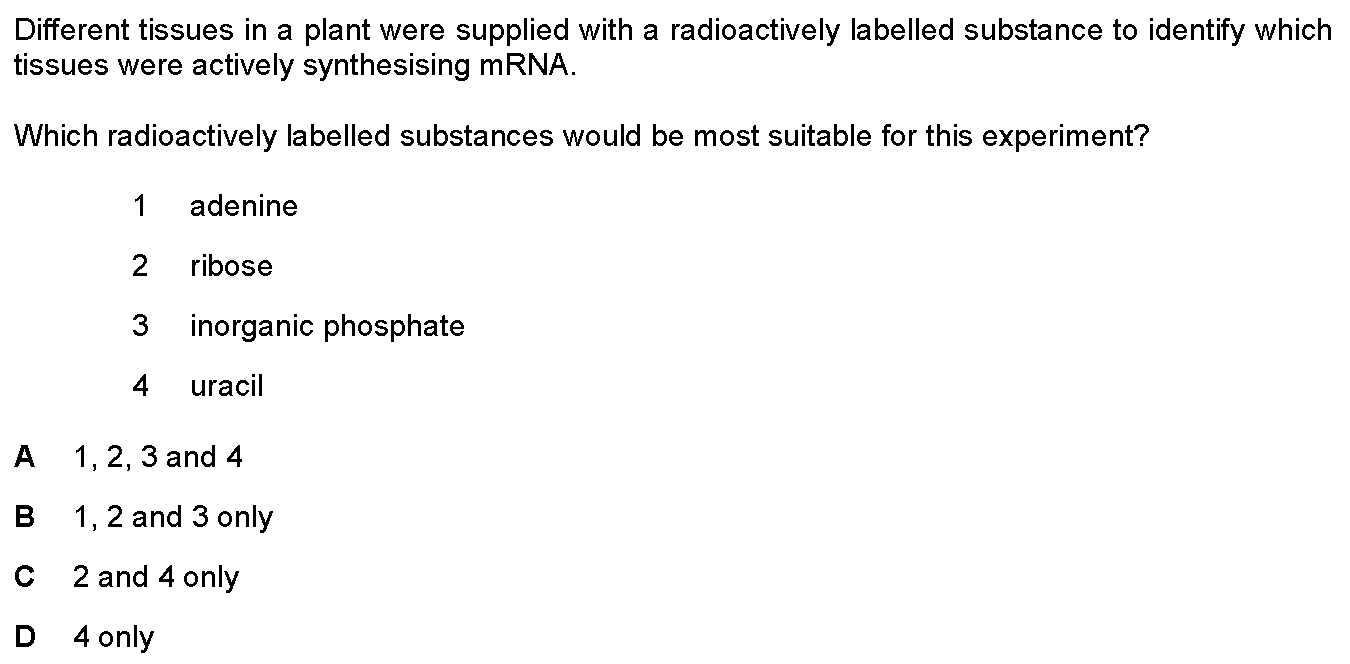 Different tissues in a plant were supplied with a radioactively labelled substance to identify which
tissues were actively synthesising mRNA.
Which radioactively labelled substances would be most suitable for this experiment?
1 adenine
2 ribose
3 inorganic phosphate
4 uracil
A 1, 2, 3 and 4
B 1, 2 and 3 only
C 2 and 4 only
D 4 only